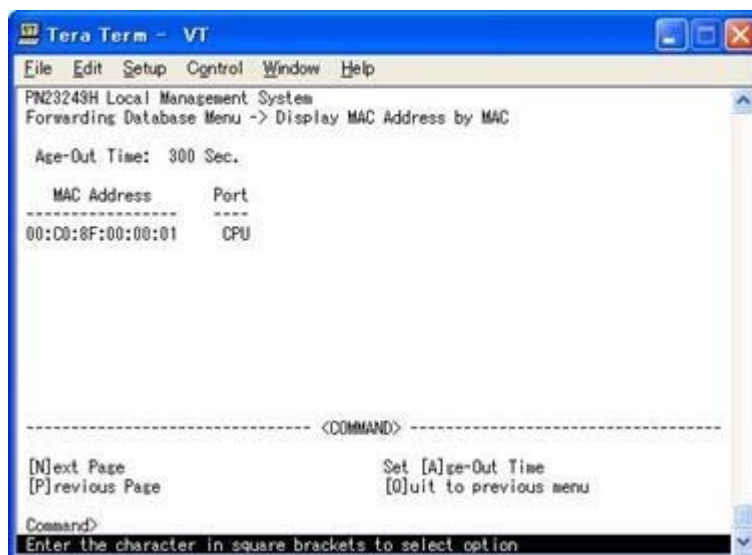 Tera Term - VT
File Edit Setup Control Window Help
PN23249H Local Management System
Forwarding Database Menu -> Display MAC Address by MAC
Age-Out Time: 300 Sec.
MAC Address Port
----------------- ----
00:C0:8F:00:00:01 CPU
-------------------------------- <COMMAND> -----------------------------------
[N]ext Page Set [A]ge-Out Time
[P]revious Page [Q]uit to previous menu
Command>
Enter the character in square brackets to select option